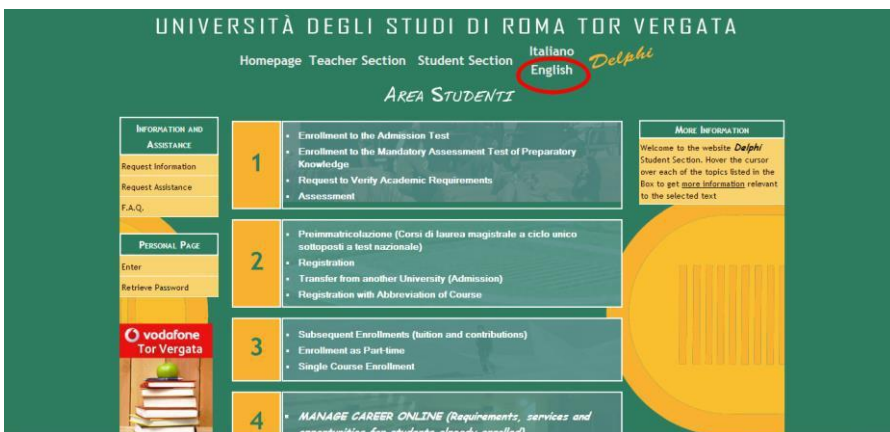 UNIVERSITÀ DEGLI STUDI DI ROMA TOR VERGATA
Homepage Teacher Section Student Section
Italiano
English
Delphi
AREA STUDENTI
INFORMATION AND
ASSISTANCE
Request Information
Request Assistance
F.A.Q.
PERSONAL PAGE
Enter
Retrieve Password
vodafone
Tor Vergata
1
• Enrollment to the Admission Test
• Enrollment to the Mandatory Assessment Test of Preparatory
Knowledge
• Request to Verify Academic Requirements
• Assessment
2
• Preimmatricolazione (Corsi di laurea magistrale a ciclo unico
sottoposti a test nazionale)
• Registration
• Transfer from another University (Admission)
• Registration with Abbreviation of Course
3
• Subsequent Enrollments (tuition and contributions)
• Enrollment as Part-time
• Single Course Enrollment
4
• MANAGE CAREER ONLINE (Requirements, services and
opportunities for students already enrolled)
MORE INFORMATION
Welcome to the website Delphi
Student Section. Hover the cursor
over each of the topics listed in the
Box to get more information relevant
to the selected text